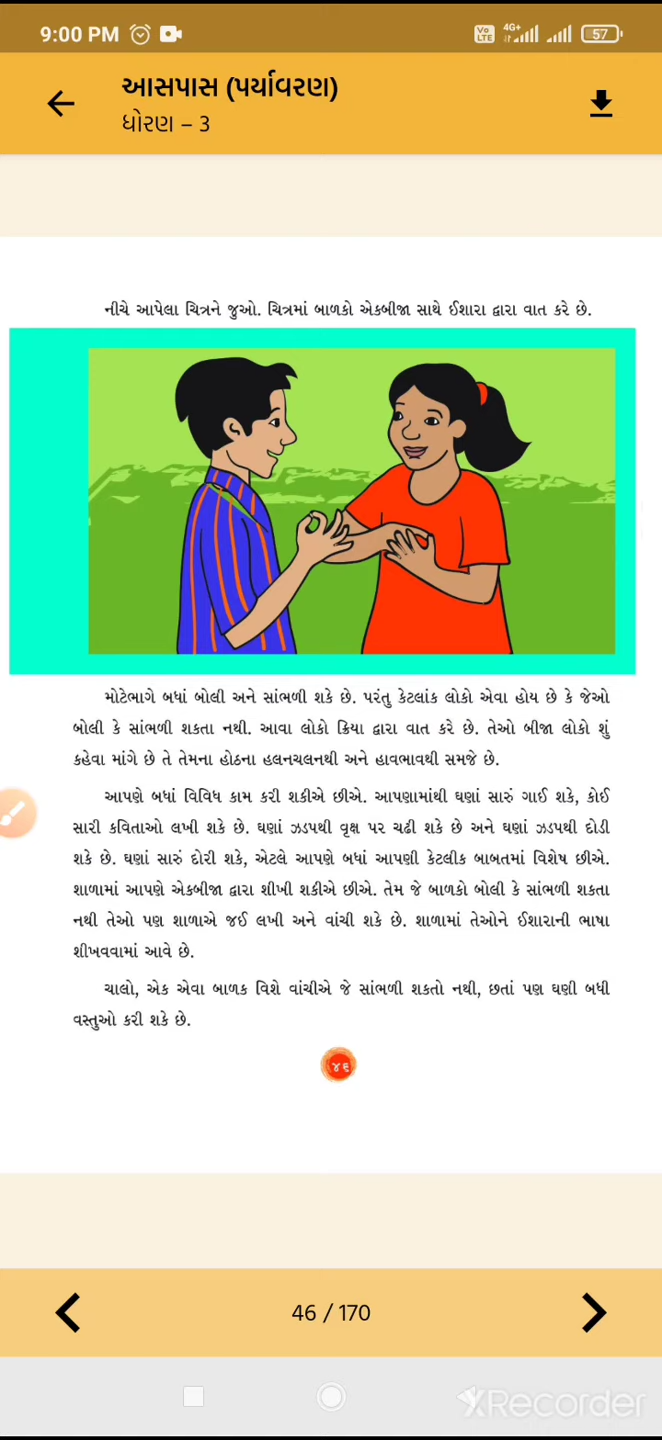 9:00 PM
Vo LTE 4G+ 57
આસપાસ (પર્યાવરણ)
ધોરણ – 3
નીચે આપેલા ચિત્રને જુઓ. ચિત્રમાં બાળકો એકબીજા સાથે ઈશારા દ્વારા વાત કરે છે.
મોટેભાગે બધાં બોલી અને સાંભળી શકે છે. પરંતુ કેટલાંક લોકો એવા હોય છે કે જેઓ
બોલી કે સાંભળી શકતા નથી. આવા લોકો ક્રિયા દ્વારા વાત કરે છે. તેઓ બીજા લોકો શું
કહેવા માંગે છે તે તેમના હોઠના હલનચલનથી અને હાવભાવથી સમજે છે.
આપણે બધાં વિવિધ કામ કરી શકીએ છીએ. આપણામાંથી ઘણાં સારું ગાઈ શકે, કોઈ
સારી કવિતાઓ લખી શકે છે. ઘણાં ઝડપથી વૃક્ષ પર ચઢી શકે છે અને ઘણાં ઝડપથી દોડી
શકે છે. ઘણાં સારું દોરી શકે, એટલે આપણે બધાં આપણી કેટલીક બાબતમાં વિશેષ છીએ.
શાળામાં આપણે એકબીજા દ્વારા શીખી શકીએ છીએ. તેમ જે બાળકો બોલી કે સાંભળી શકતા
નથી તેઓ પણ શાળાએ જઈ લખી અને વાંચી શકે છે. શાળામાં તેઓને ઈશારાની ભાષા
શીખવવામાં આવે છે.
ચાલો, એક એવા બાળક વિશે વાંચીએ જે સાંભળી શકતો નથી, છતાં પણ ઘણી બધી
વસ્તુઓ કરી શકે છે.
૪૬
46 / 170
XRecorder